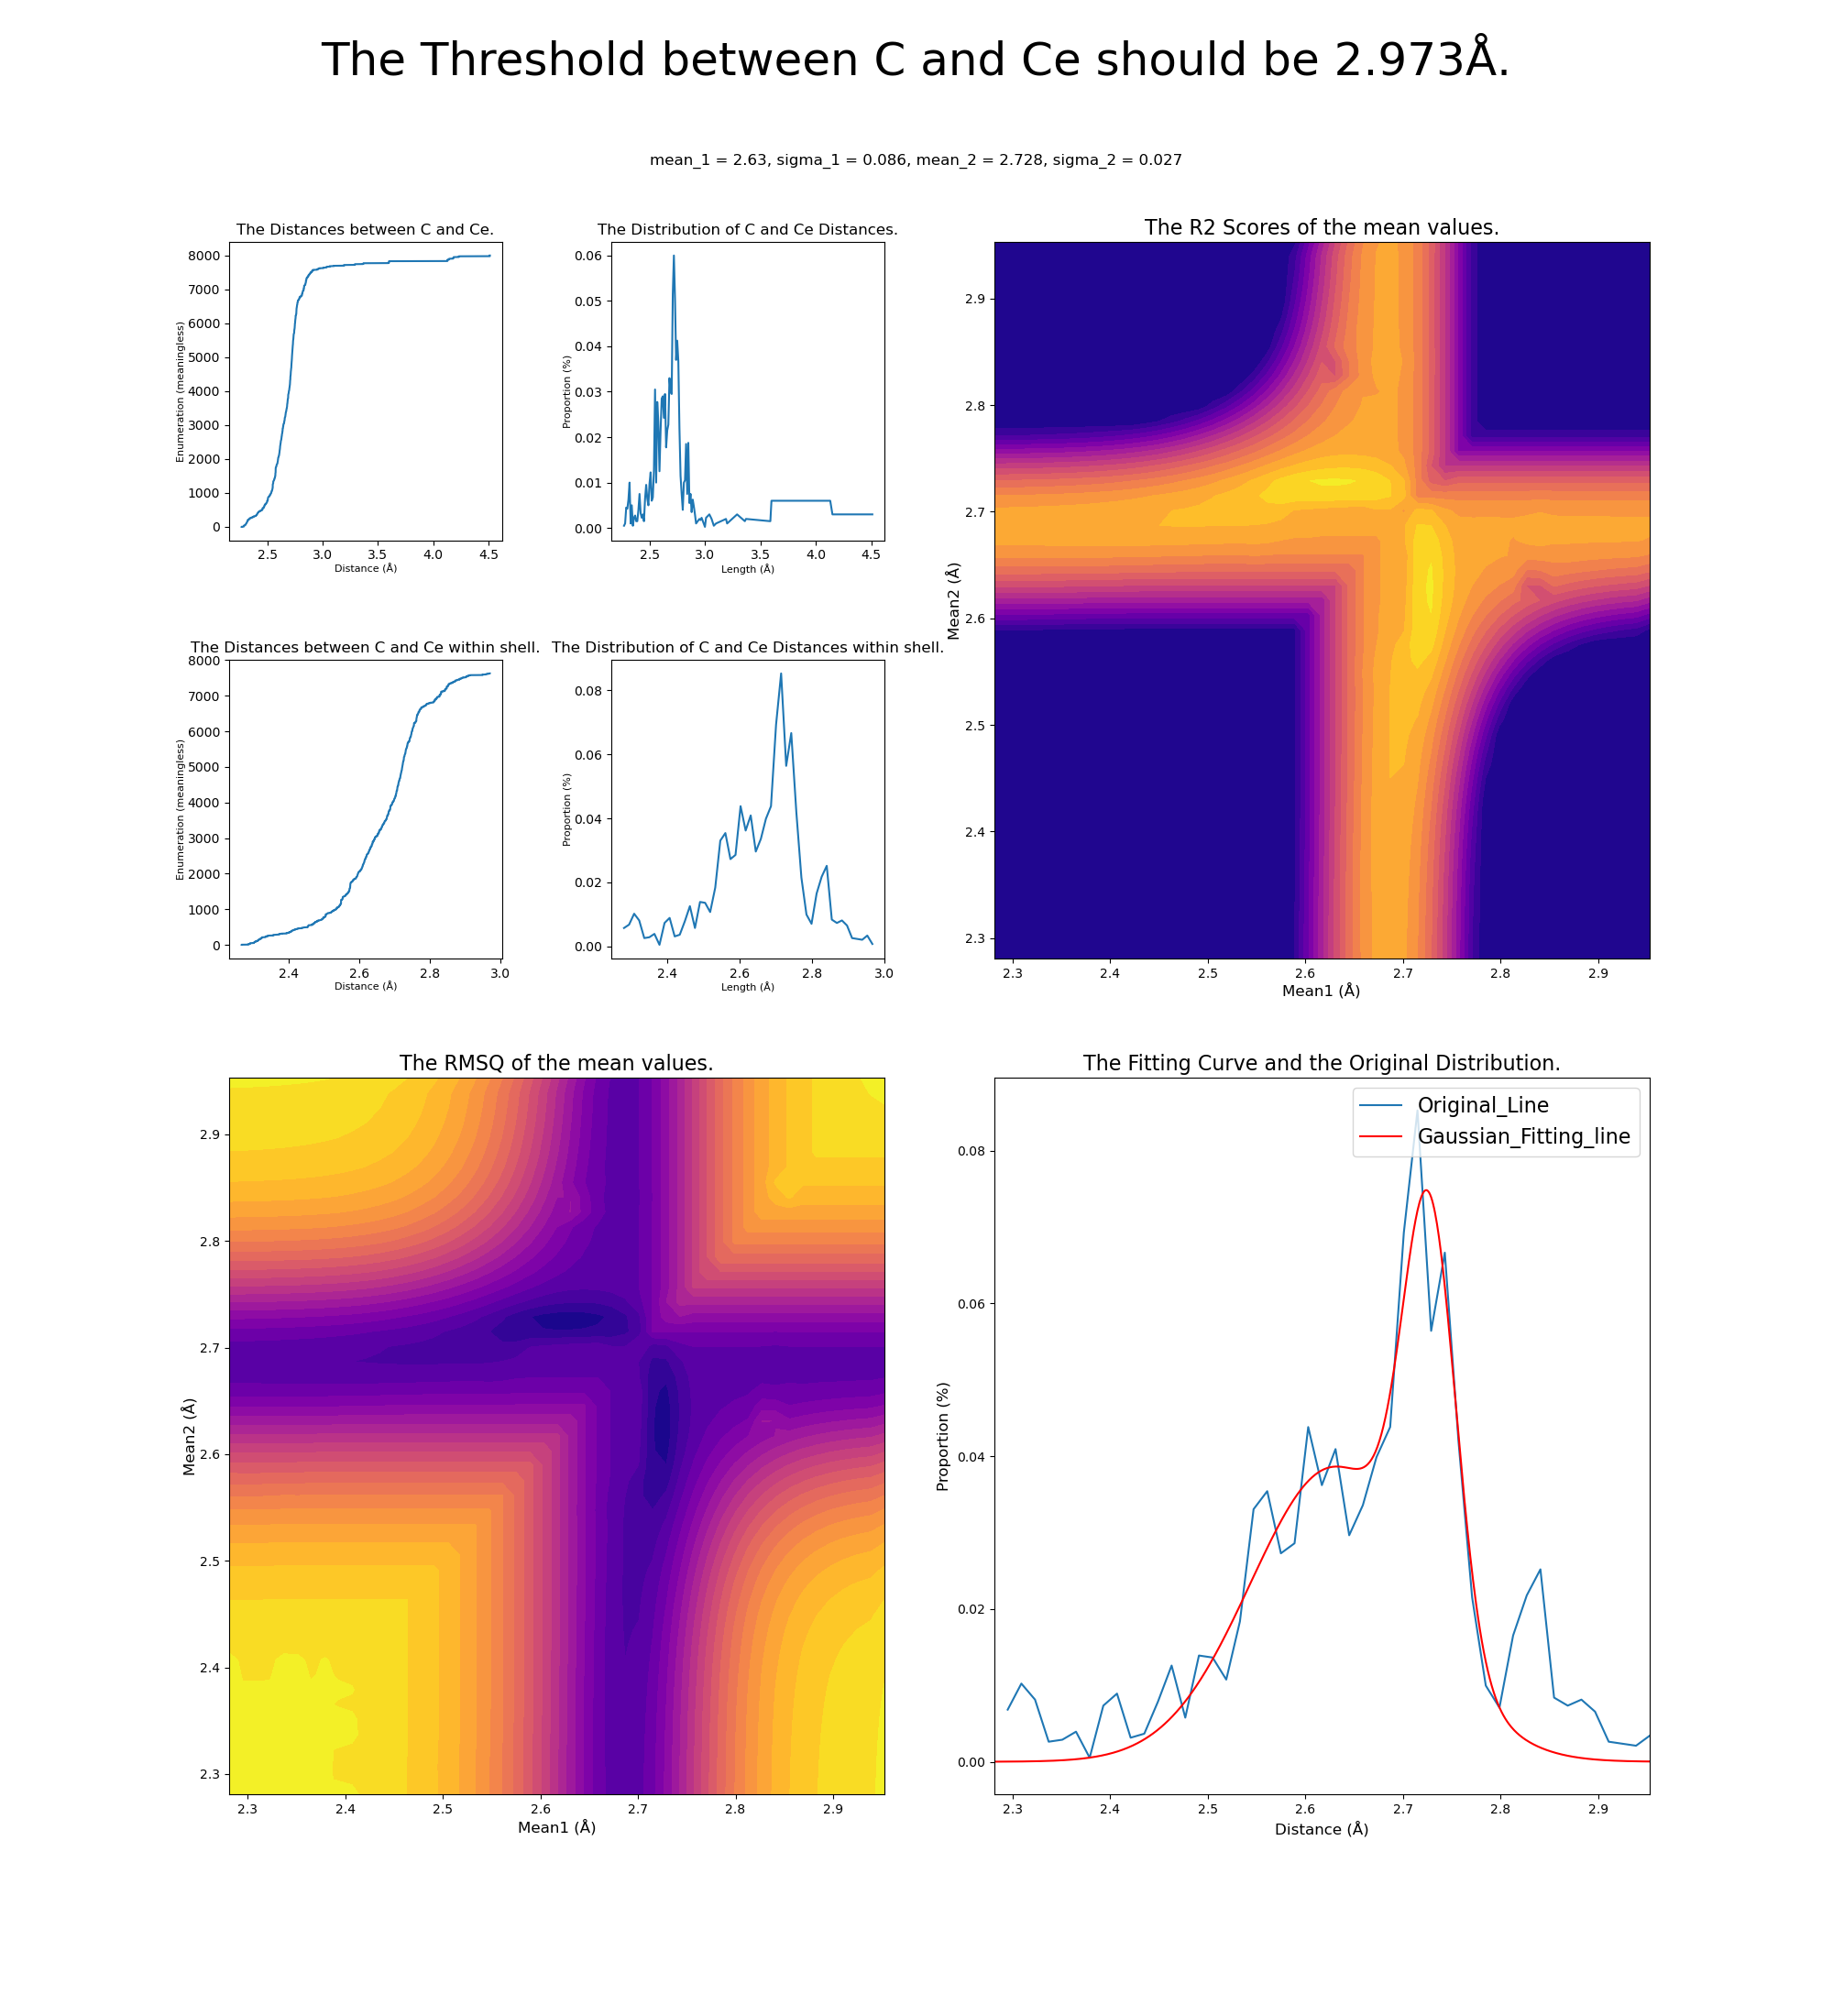 The Threshold between C and Ce should be 2.973Å.
mean_1 = 2.63, sigma_1 = 0.086, mean_2 = 2.728, sigma_2 = 0.027
The Distances between C and Ce.
8000
7000
6000
5000
4000
3000
2000
1000
0
Enumeration (meaningless)
2.5 3.0 3.5 4.0 4.5
Distance (Å)
The Distribution of C and Ce Distances.
0.06
0.05
0.04
0.03
0.02
0.01
0.00
Proportion (%)
2.5 3.0 3.5 4.0 4.5
Length (Å)
The R2 Scores of the mean values.
2.9
2.8
2.7
2.6
2.5
2.4
2.3
Mean2 (Å)
2.3 2.4 2.5 2.6 2.7 2.8 2.9
Mean1 (Å)
The Distances between C and Ce within shell.
8000
7000
6000
5000
4000
3000
2000
1000
0
Enumeration (meaningless)
2.4 2.6 2.8 3.0
Distance (Å)
The Distribution of C and Ce Distances within shell.
0.08
0.06
0.04
0.02
0.00
Proportion (%)
2.4 2.6 2.8 3.0
Length (Å)
The RMSQ of the mean values.
2.9
2.8
2.7
2.6
2.5
2.4
2.3
Mean2 (Å)
2.3 2.4 2.5 2.6 2.7 2.8 2.9
Mean1 (Å)
The Fitting Curve and the Original Distribution.
Original_Line
Gaussian_Fitting_line
0.08
0.06
0.04
0.02
0.00
Proportion (%)
2.3 2.4 2.5 2.6 2.7 2.8 2.9
Distance (Å)